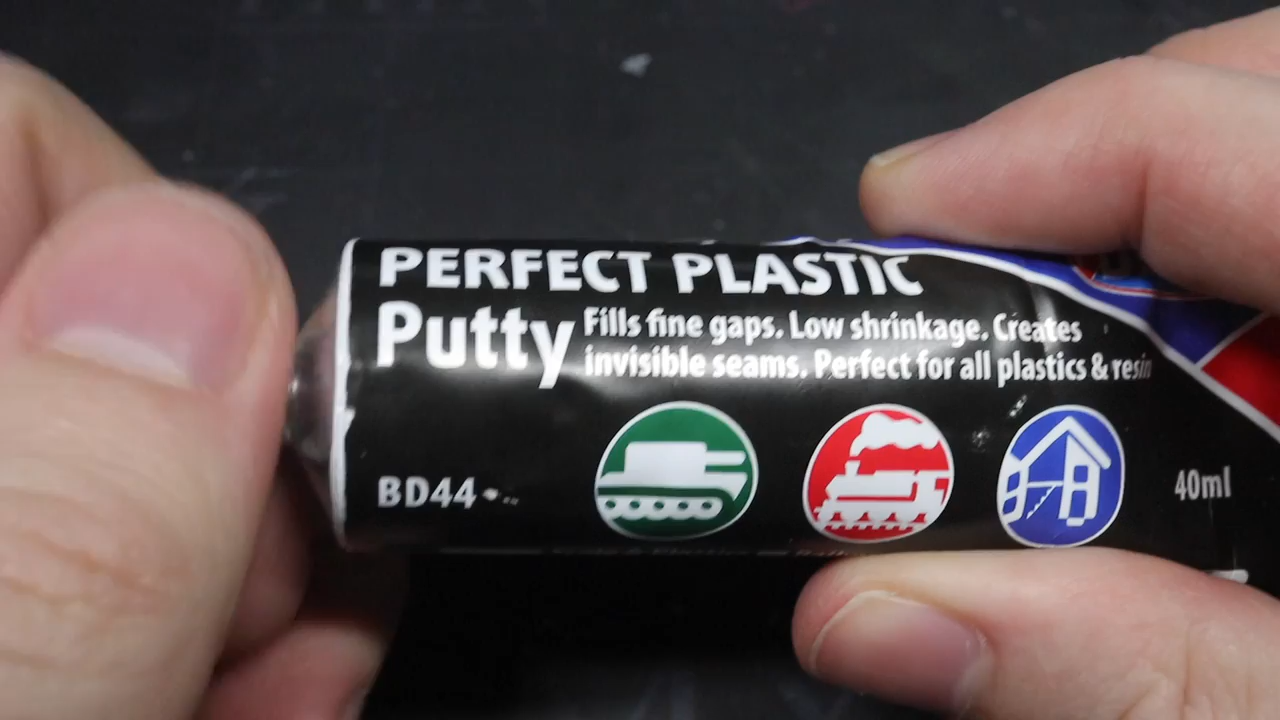 PERFECT PLASTIC
Putty
Fills fine gaps. Low shrinkage. Creates
invisible seams. Perfect for all plastics & resin
BD44
40ml